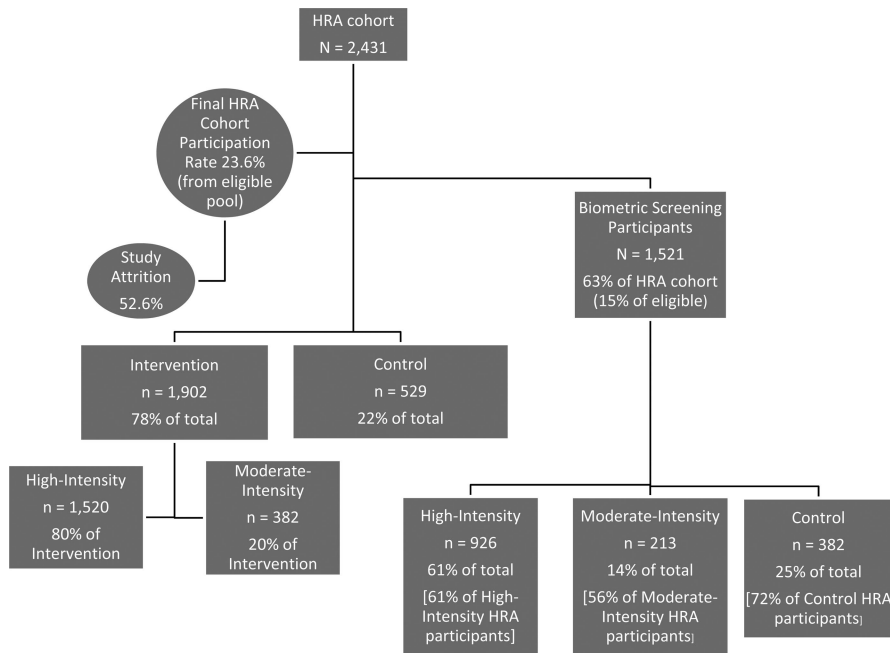 HRA cohort
N = 2,431
Final HRA
Cohort
Participation
Rate 23.6%
(from eligible
pool)
Study
Attrition
52.6%
Biometric Screening
Participants
N = 1,521
63% of HRA cohort
(15% of eligible)
Intervention
n = 1,902
78% of total
Control
n = 529
22% of total
High-Intensity
n = 1,520
80% of Intervention
Moderate-
Intensity
n = 382
20% of Intervention
High-Intensity
n = 926
61% of total
[61% of High-
Intensity HRA
participants]
Moderate-Intensity
n = 213
14% of total
[56% of Moderate-
Intensity HRA
participants]
Control
n = 382
25% of total
[72% of Control HRA
participants]